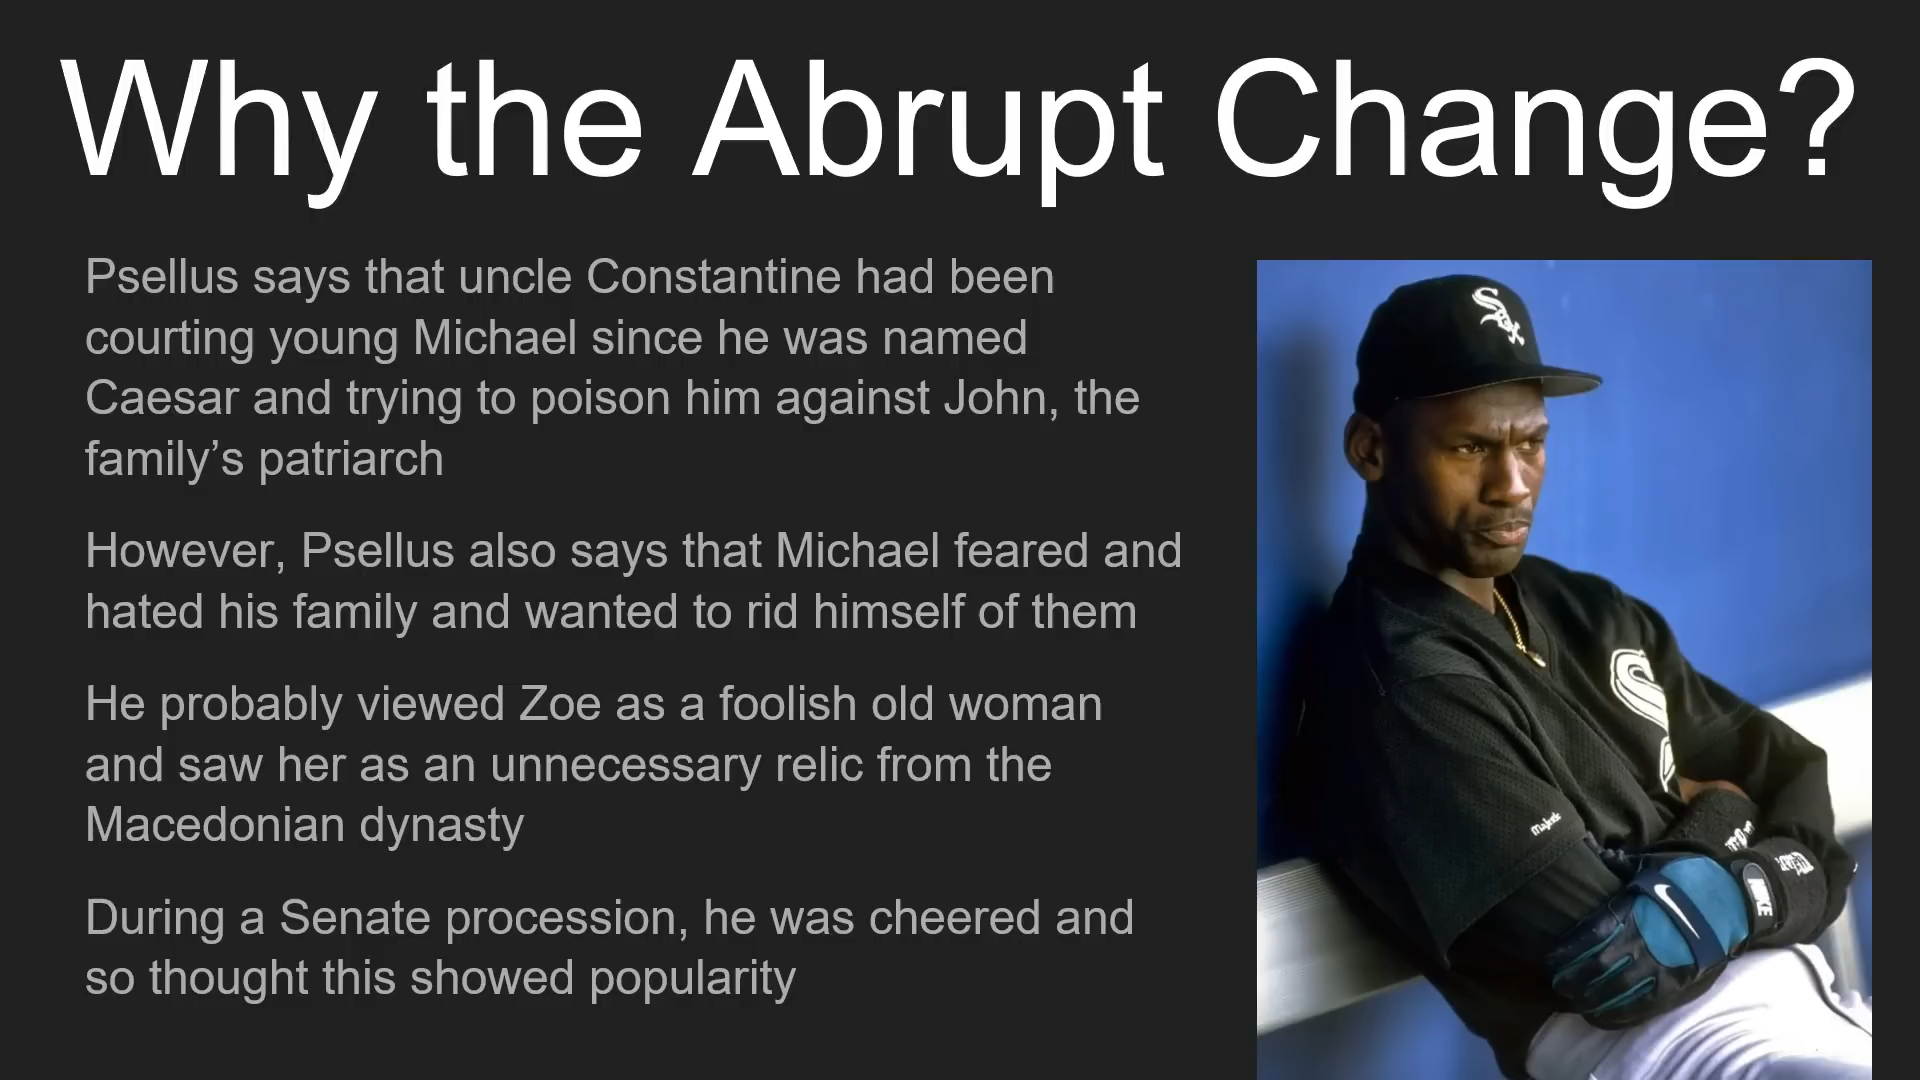 Why the Abrupt Change?
Psellus says that uncle Constantine had been
courting young Michael since he was named
Caesar and trying to poison him against John, the
family’s patriarch
However, Psellus also says that Michael feared and
hated his family and wanted to rid himself of them
He probably viewed Zoe as a foolish old woman
and saw her as an unnecessary relic from the
Macedonian dynasty
During a Senate procession, he was cheered and
so thought this showed popularity
Sox
S
Majestic
NIKE